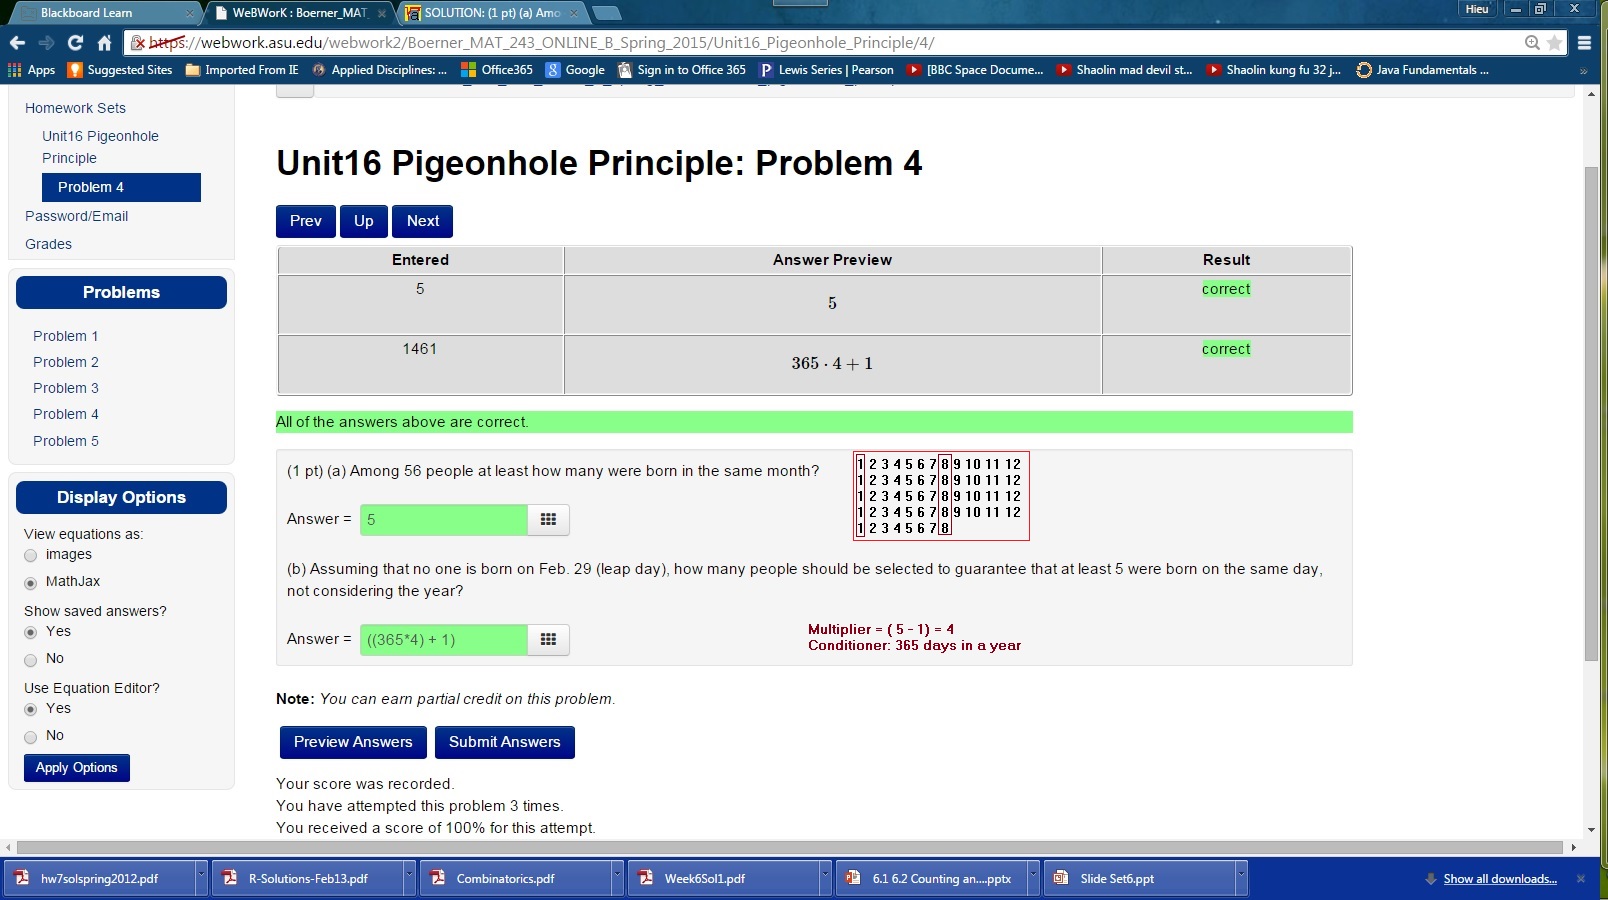 Blackboard Learn
WeBWorK : Boerner_MAT_
SOLUTION: (1 pt) (a) Amo
Hieu
https://webwork.asu.edu/webwork2/Boerner_MAT_243_ONLINE_B_Spring_2015/Unit16_Pigeonhole_Principle/4/
Apps
Suggested Sites
Imported From IE
Applied Disciplines: ...
Office365
Google
Sign in to Office 365
Lewis Series | Pearson
[BBC Space Docume...
Shaolin mad devil st...
Shaolin kung fu 32 j...
Java Fundamentals ...
Homework Sets
Unit16 Pigeonhole
Principle
Problem 4
Password/Email
Grades
Problems
Problem 1
Problem 2
Problem 3
Problem 4
Problem 5
Display Options
View equations as:
images
MathJax
Show saved answers?
Yes
No
Use Equation Editor?
Yes
No
Apply Options
Unit16 Pigeonhole Principle: Problem 4
Prev Up Next
Entered Answer Preview Result
5 5 correct
1461 365 · 4 + 1 correct
All of the answers above are correct.
(1 pt) (a) Among 56 people at least how many were born in the same month?
1 2 3 4 5 6 7 8 9 10 11 12
1 2 3 4 5 6 7 8 9 10 11 12
1 2 3 4 5 6 7 8 9 10 11 12
1 2 3 4 5 6 7 8 9 10 11 12
1 2 3 4 5 6 7 8
Answer = 5
(b) Assuming that no one is born on Feb. 29 (leap day), how many people should be selected to guarantee that at least 5 were born on the same day,
not considering the year?
Answer = ((365*4) + 1)
Multiplier = ( 5 - 1) = 4
Conditioner: 365 days in a year
Note: You can earn partial credit on this problem.
Preview Answers Submit Answers
Your score was recorded.
You have attempted this problem 3 times.
You received a score of 100% for this attempt.
hw7solspring2012.pdf
R-Solutions-Feb13.pdf
Combinatorics.pdf
Week6Sol1.pdf
6.1 6.2 Counting an....pptx
Slide Set6.ppt
Show all downloads...